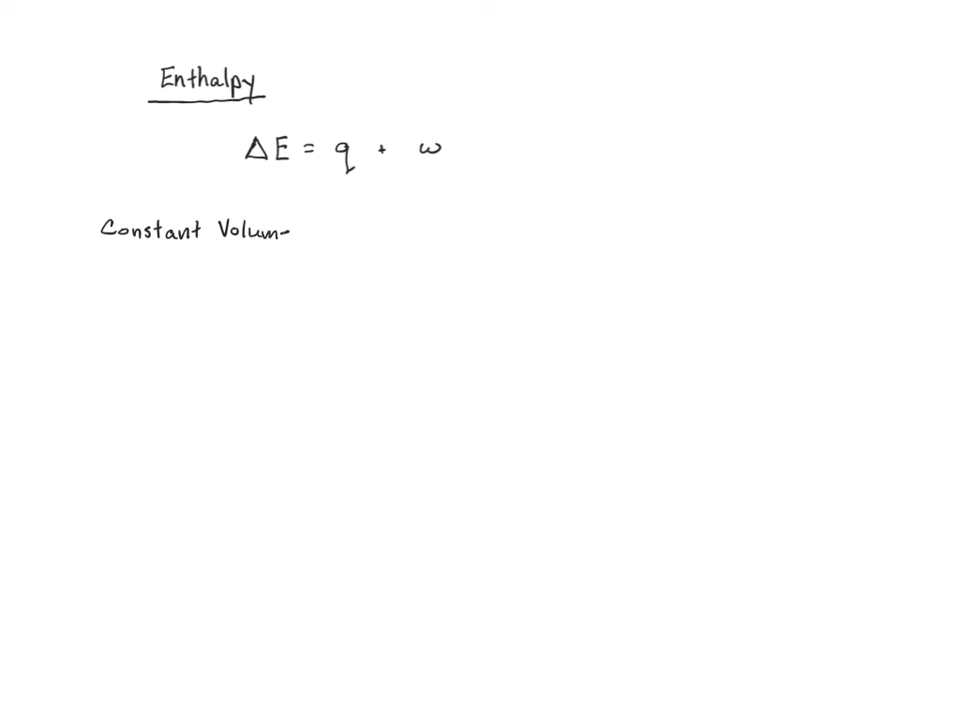 Enthalpy
ΔE = q + w
Constant Volum